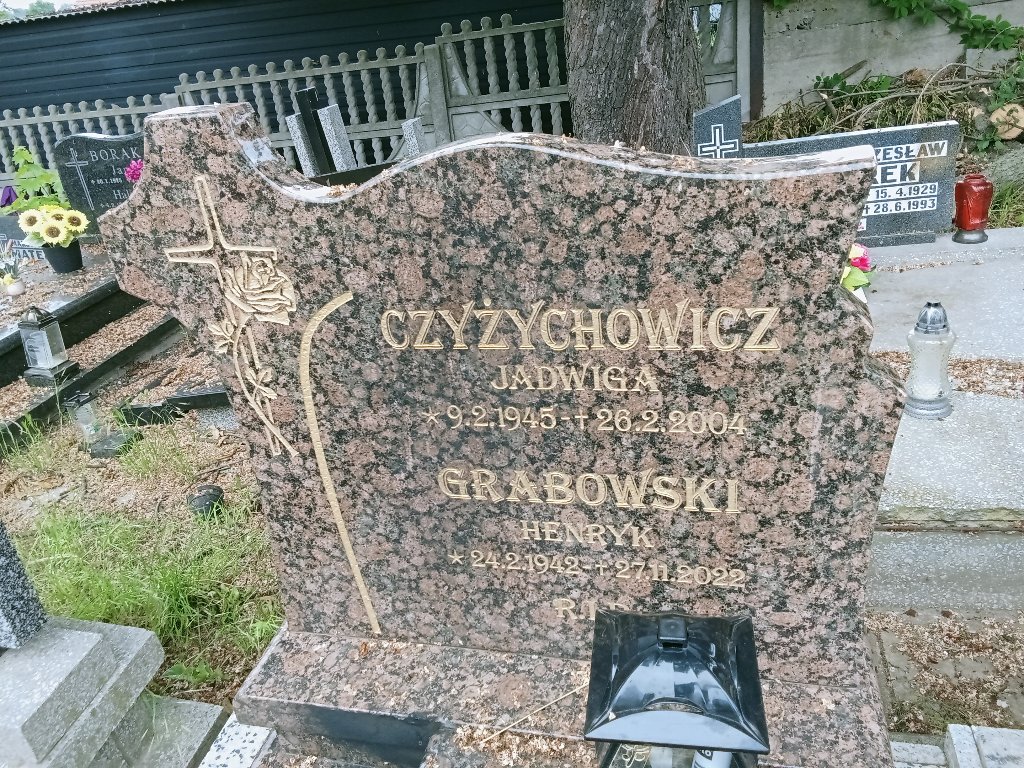 CZYŻYCHOWICZ
JADWIGA
* 9.2.1945 - † 26.2.2004
GRABOWSKI
HENRYK
* 24.2.1942 - † 27.11.2022
BORAK
15. 4. 1929
† 28. 6. 1993